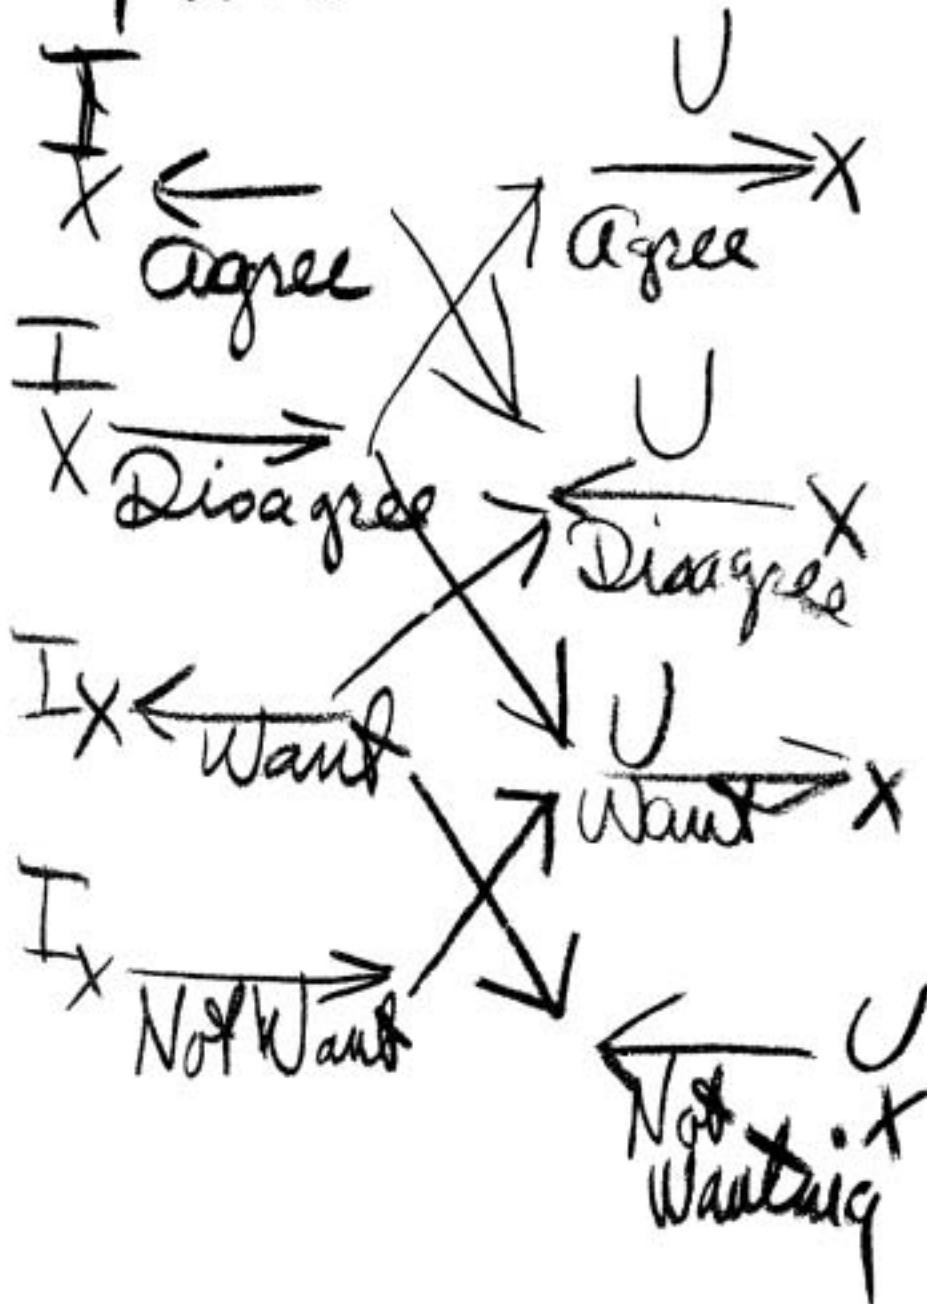 I U
X X
Agree Agree
I U
X X
Disagree Disagree
I X U
Want Want X
I X U
Not Want Not X
Wanting